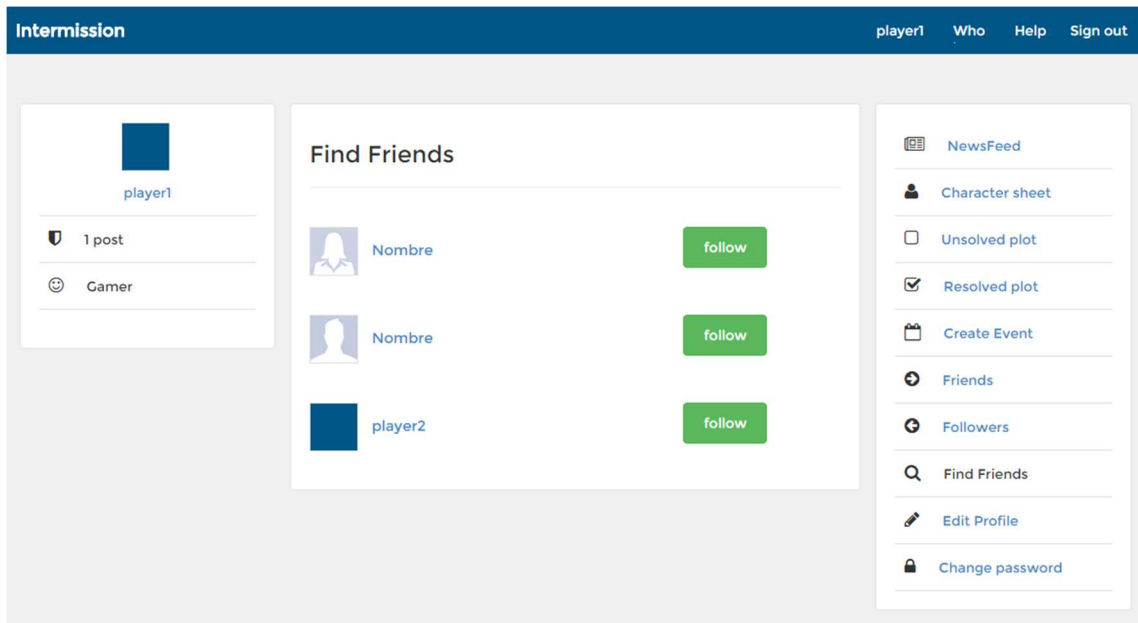 Intermission
player1 Who Help Sign out
player1
1 post
Gamer
Find Friends
Nombre follow
Nombre follow
player2 follow
NewsFeed
Character sheet
Unsolved plot
Resolved plot
Create Event
Friends
Followers
Find Friends
Edit Profile
Change password